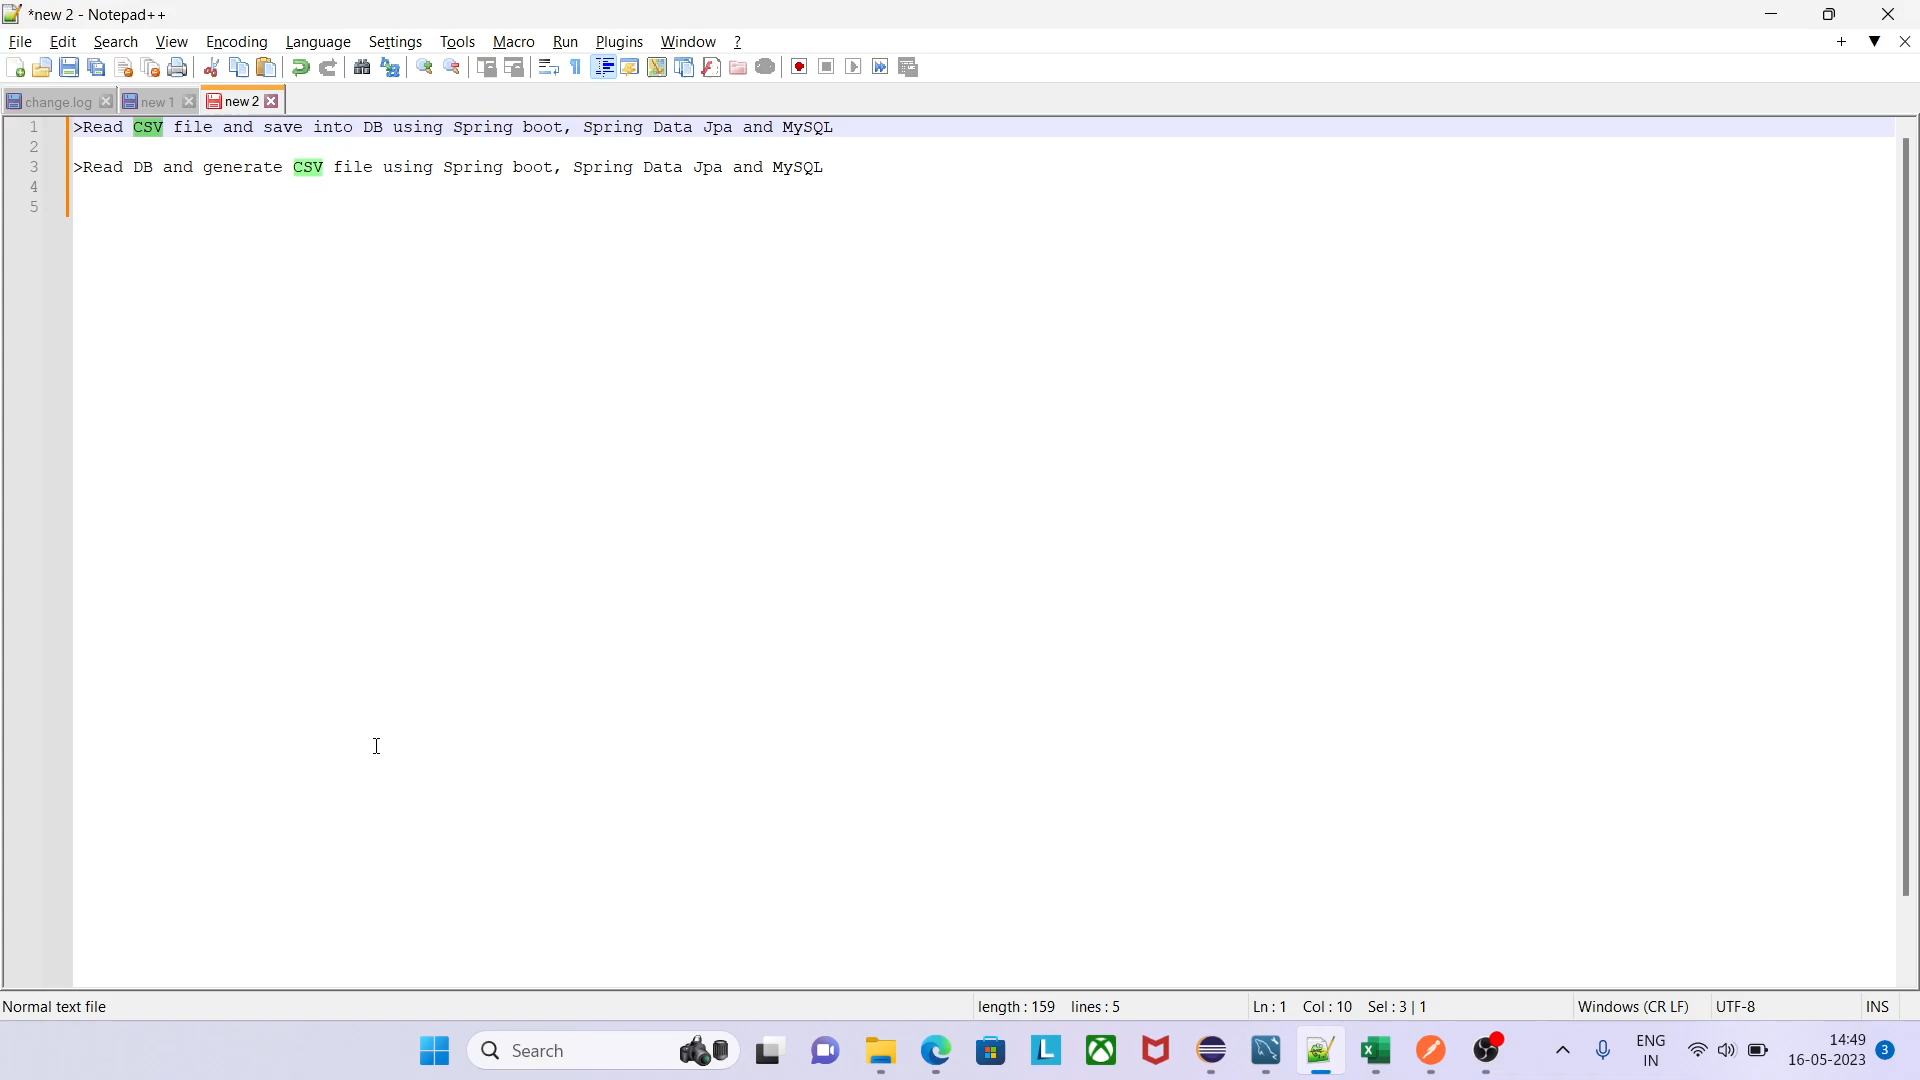 *new 2 - Notepad++
File Edit Search View Encoding Language Settings Tools Macro Run Plugins Window ?
change.log new 1 new 2
1 >Read CSV file and save into DB using Spring boot, Spring Data Jpa and MySQL
2
3 >Read DB and generate CSV file using Spring boot, Spring Data Jpa and MySQL
4
5
Normal text file length : 159 lines : 5 Ln : 1 Col : 10 Sel : 3 | 1 Windows (CR LF) UTF-8 INS
Search ENG 14:49
IN 16-05-2023 3